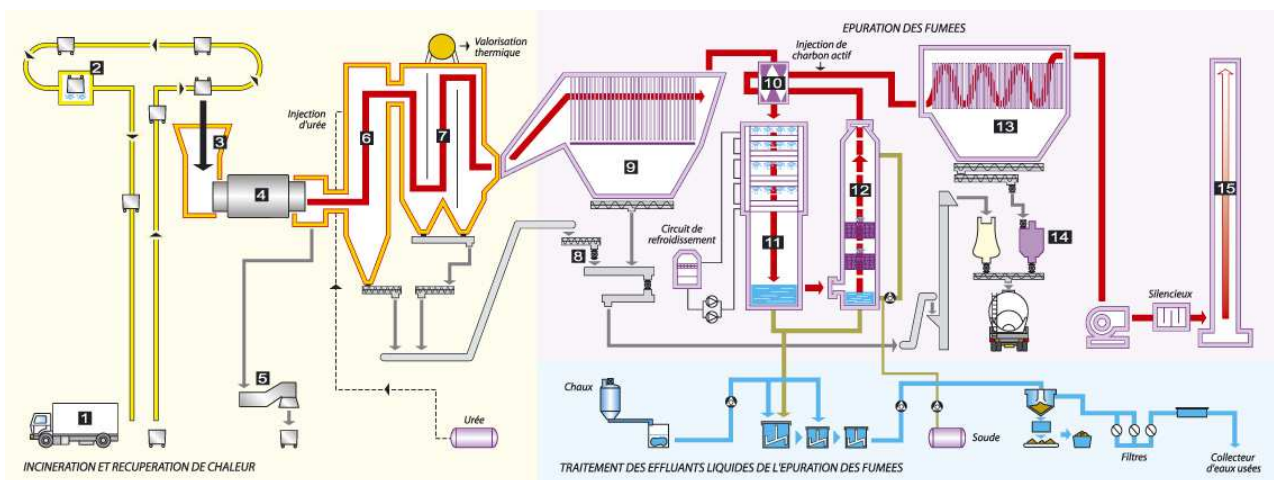 EPURATION DES FUMEES
Valorisation
thermique
Injection de
charbon actif
2
10
Injection
d'urée
3
6
7
13
9
15
4
12
Circuit de
refroidissement
11
8
14
Silencieux
5
Chaux
1
Urée
Soude
Filtres
Collecteur
d'eaux usées
INCINERATION ET RECUPERATION DE CHALEUR
TRAITEMENT DES EFFLUANTS LIQUIDES DE L'EPURATION DES FUMEES